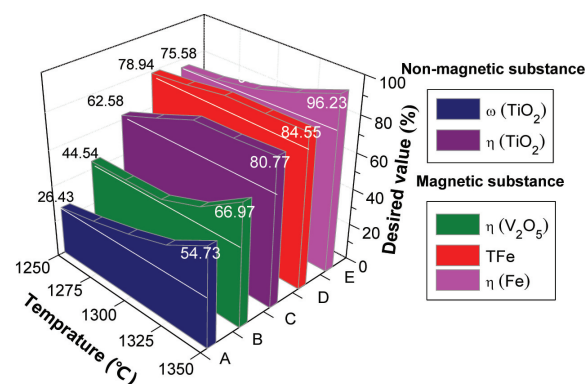 75.58
78.94
62.58
44.54
26.43
96.23
84.55
80.77
66.97
54.73
100
80
60
40
20
0
Desired value (%)
1250
1275
1300
1325
1350
Temprature (℃)
A
B
C
D
E
Non-magnetic substance
ω (TiO₂)
η (TiO₂)
Magnetic substance
η (V₂O₅)
TFe
η (Fe)